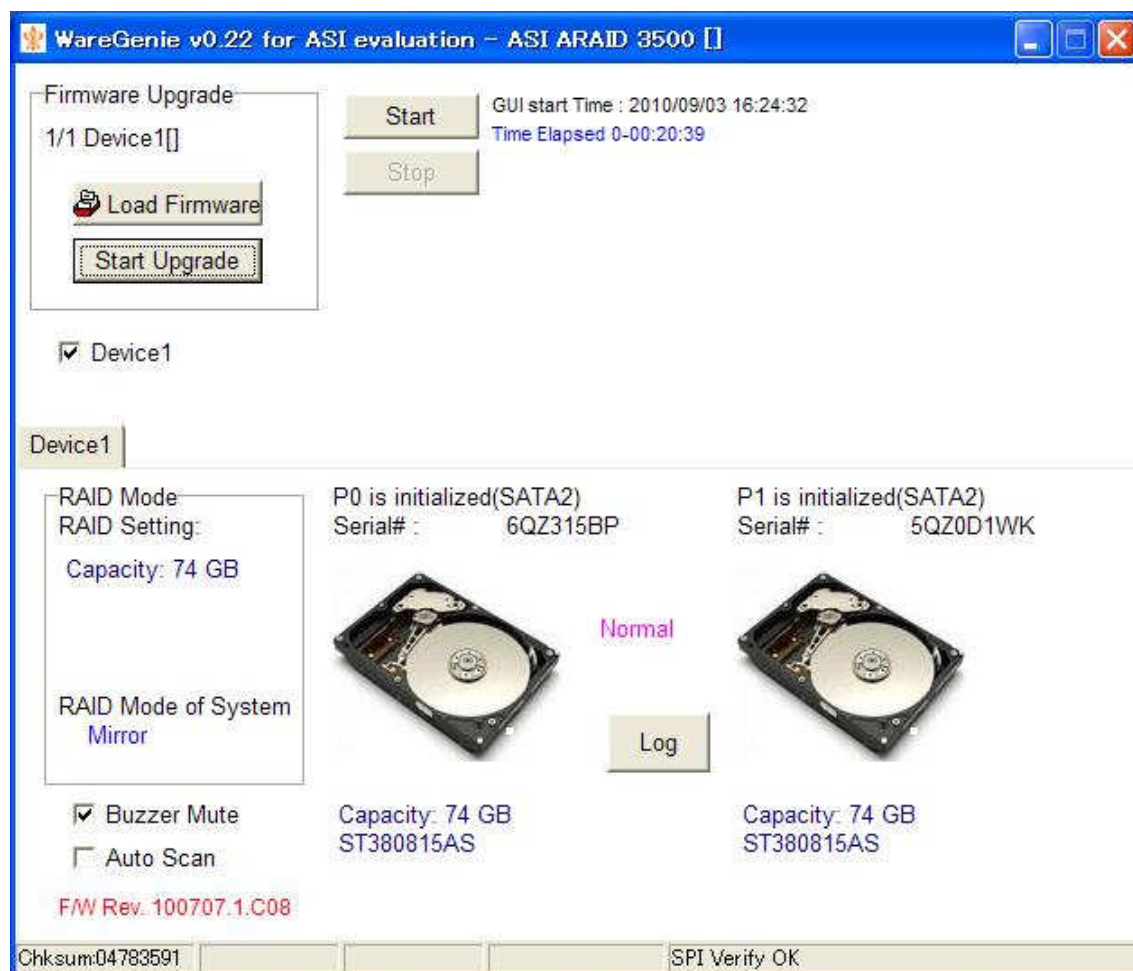 WareGenie v0.22 for ASI evaluation - ASI ARAID 3500 []
Firmware Upgrade
1/1 Device1[]
Load Firmware
Start Upgrade
Start
GUI start Time : 2010/09/03 16:24:32
Time Elapsed 0-00:20:39
Stop
Device1
Device1
RAID Mode
RAID Setting:
Capacity: 74 GB
RAID Mode of System
Mirror
P0 is initialized(SATA2)
Serial# : 6QZ315BP
Normal
Log
Capacity: 74 GB
ST380815AS
P1 is initialized(SATA2)
Serial# : 5QZ0D1WK
Capacity: 74 GB
ST380815AS
Buzzer Mute
Auto Scan
F/W Rev. 100707.1.C08
Chksum:04783591
SPI Verify OK